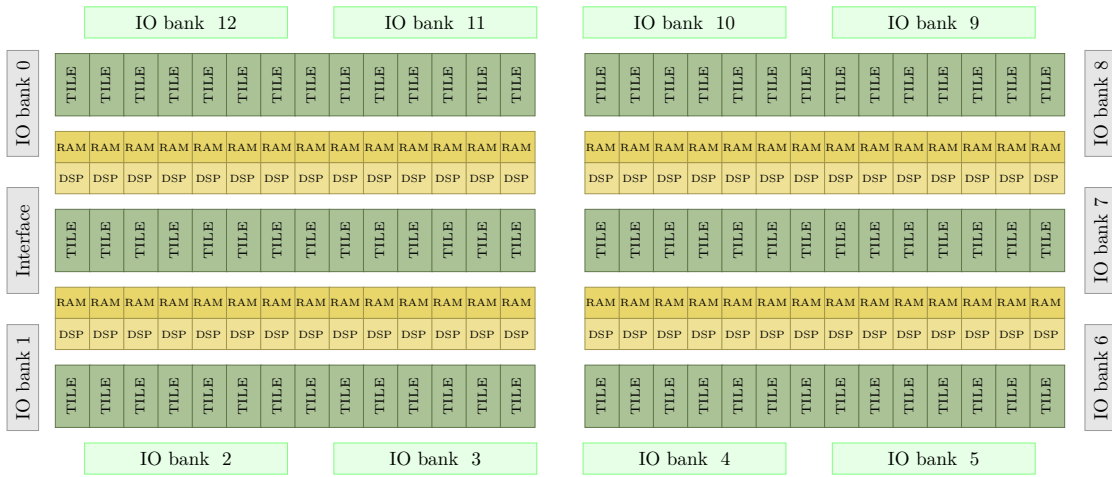 IO bank 12
IO bank 11
IO bank 10
IO bank 9
IO bank 0
TILE TILE TILE TILE TILE TILE TILE TILE TILE TILE TILE TILE TILE TILE
TILE TILE TILE TILE TILE TILE TILE TILE TILE TILE TILE TILE TILE TILE
IO bank 8
RAM RAM RAM RAM RAM RAM RAM RAM RAM RAM RAM RAM RAM RAM
RAM RAM RAM RAM RAM RAM RAM RAM RAM RAM RAM RAM RAM RAM
DSP DSP DSP DSP DSP DSP DSP DSP DSP DSP DSP DSP DSP DSP
DSP DSP DSP DSP DSP DSP DSP DSP DSP DSP DSP DSP DSP DSP
Interface
TILE TILE TILE TILE TILE TILE TILE TILE TILE TILE TILE TILE TILE TILE
TILE TILE TILE TILE TILE TILE TILE TILE TILE TILE TILE TILE TILE TILE
IO bank 7
RAM RAM RAM RAM RAM RAM RAM RAM RAM RAM RAM RAM RAM RAM
RAM RAM RAM RAM RAM RAM RAM RAM RAM RAM RAM RAM RAM RAM
DSP DSP DSP DSP DSP DSP DSP DSP DSP DSP DSP DSP DSP DSP
DSP DSP DSP DSP DSP DSP DSP DSP DSP DSP DSP DSP DSP DSP
IO bank 1
TILE TILE TILE TILE TILE TILE TILE TILE TILE TILE TILE TILE TILE TILE
TILE TILE TILE TILE TILE TILE TILE TILE TILE TILE TILE TILE TILE TILE
IO bank 6
IO bank 2
IO bank 3
IO bank 4
IO bank 5